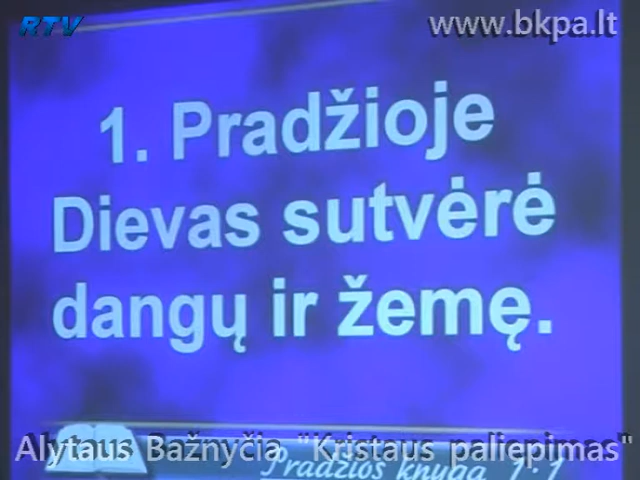 RTV
www.bkpa.lt
1. Pradžioje
Dievas sutvėrė
dangų ir žemę.
Alytaus Bažnyčia "Kristaus paliepimas"
Pradžios knyga 1:1